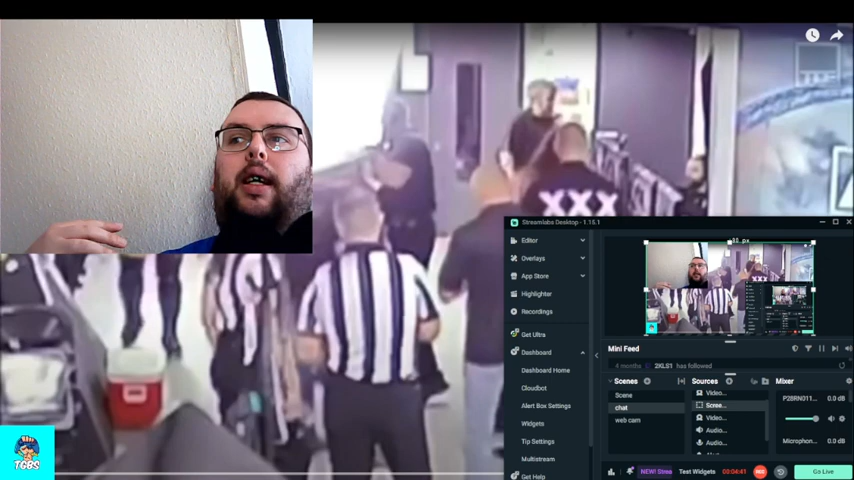 XXX
Streamlabs Desktop - 1.15.1
Editor
Overlays
App Store
Highlighter
Recordings
Get Ultra
Dashboard
Dashboard Home
Cloudbot
Alert Box Settings
Widgets
Tip Settings
Multistream
Get Help
Mini Feed
4 months 2KLS1 has followed
Scenes
Scene
chat
web cam
Sources
Video...
Scree...
Video...
Audio...
Audio...
Mixer
P28RN011... 0.0 dB
Microphon... 0.0 dB
NEW! Strea Test Widgets 00:04:41 REC Go Live
TGBS